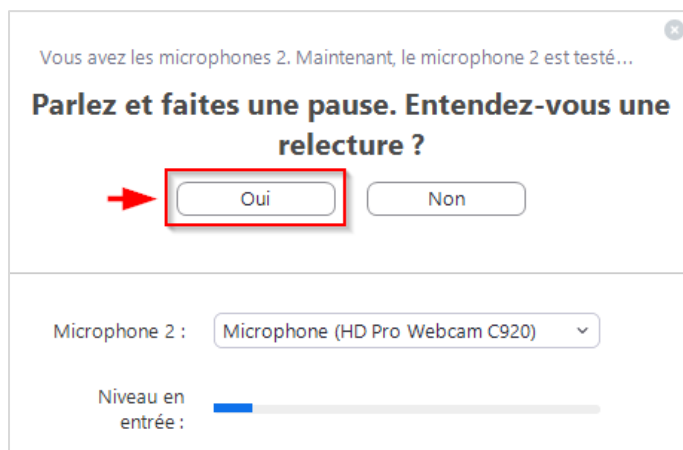 Vous avez les microphones 2. Maintenant, le microphone 2 est testé...
Parlez et faites une pause. Entendez-vous une
relecture ?
Oui
Non
Microphone 2 :
Microphone (HD Pro Webcam C920)
Niveau en
entrée :